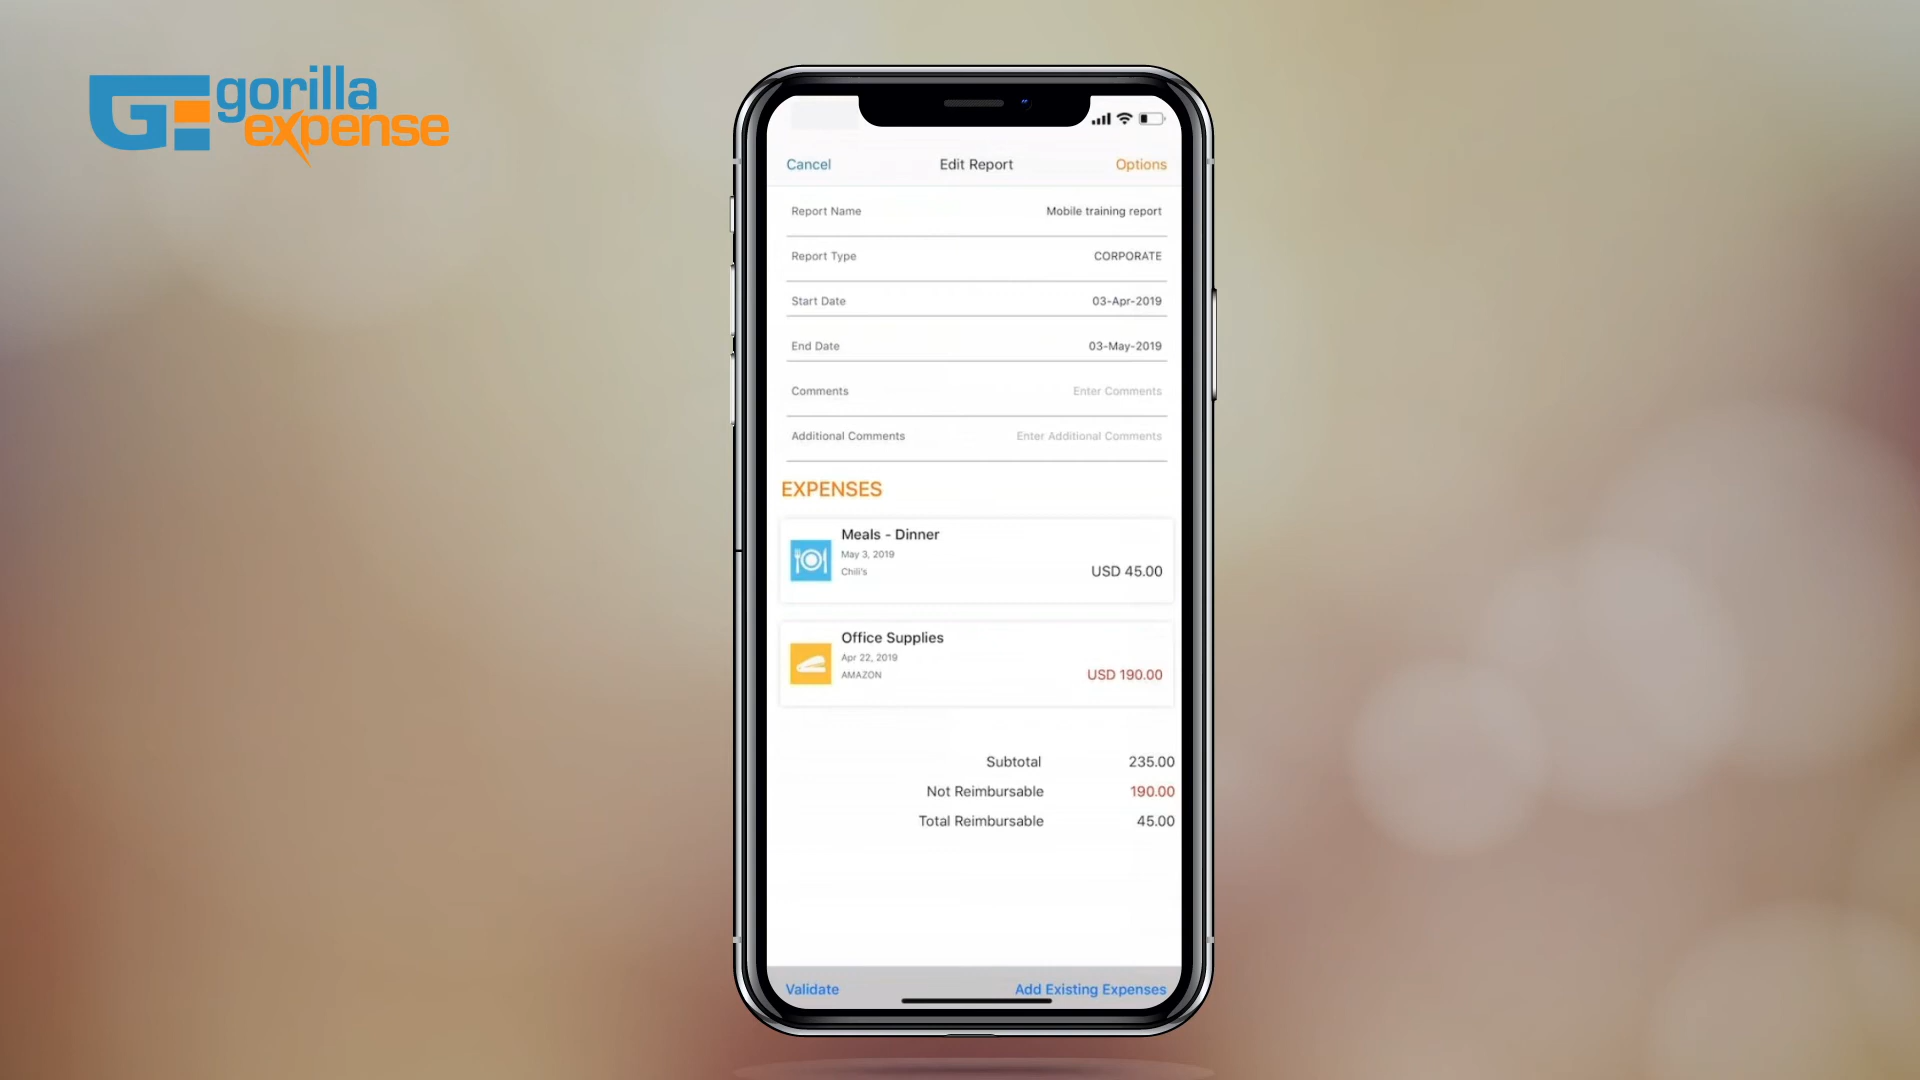 gorilla
expense
Cancel Edit Report Options
Report Name Mobile training report
Report Type CORPORATE
Start Date 03-Apr-2019
End Date 03-May-2019
Comments Enter Comments
Additional Comments Enter Additional Comments
EXPENSES
Meals - Dinner
May 3, 2019
Chili's
USD 45.00
Office Supplies
Apr 22, 2019
AMAZON
USD 190.00
Subtotal 235.00
Not Reimbursable 190.00
Total Reimbursable 45.00
Validate Add Existing Expenses